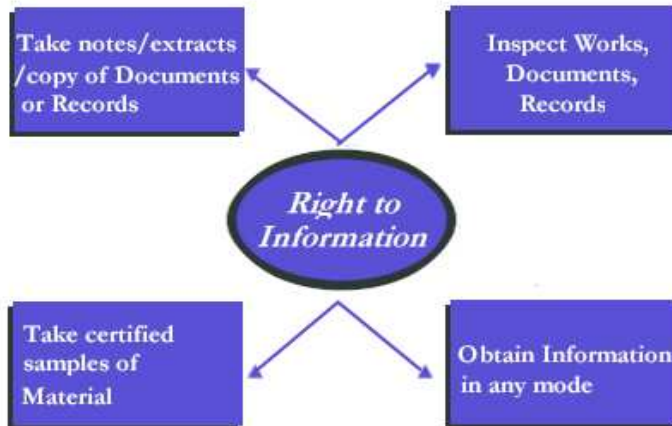 Take notes/extracts
/copy of Documents
or Records
Inspect Works,
Documents,
Records
Right to
Information
Take certified
samples of
Material
Obtain Information
in any mode